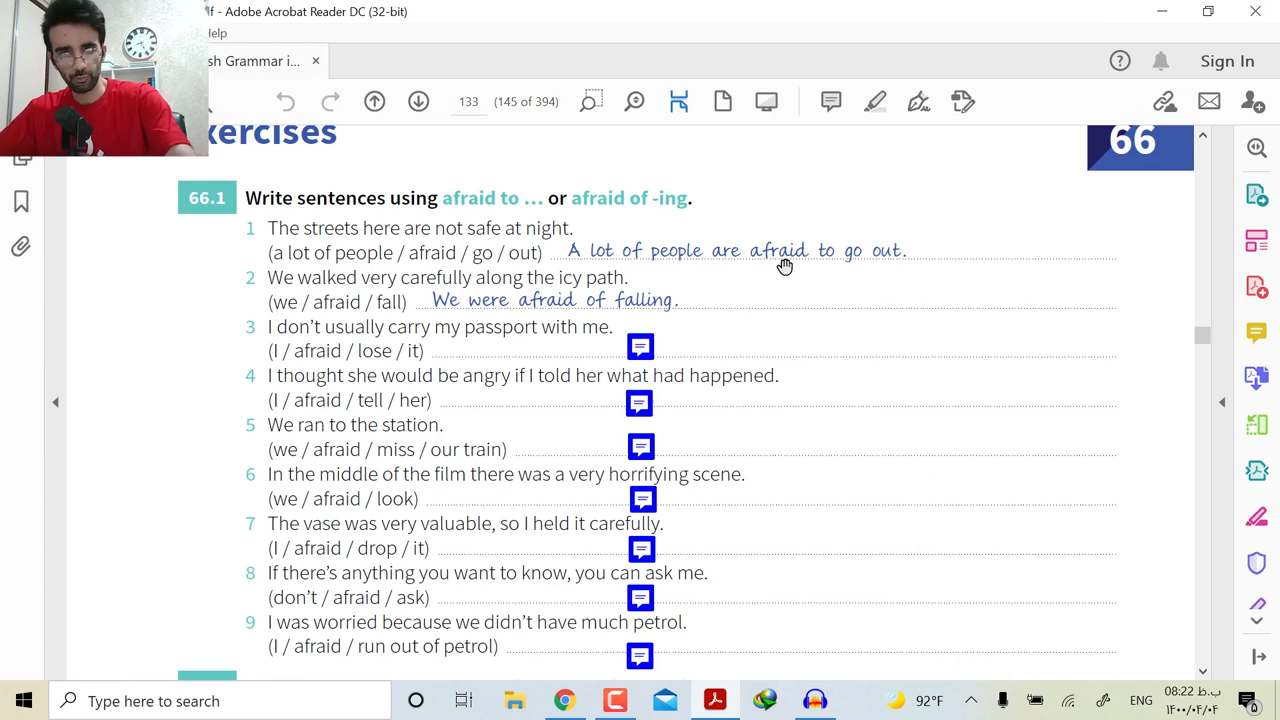 Adobe Acrobat Reader DC (32-bit)
sh Grammar i...
Sign In
133 (145 of 394)
xercises
66
66.1 Write sentences using afraid to ... or afraid of -ing.
1 The streets here are not safe at night.
(a lot of people / afraid / go / out) A lot of people are afraid to go out.
2 We walked very carefully along the icy path.
(we / afraid / fall) We were afraid of falling.
3 I don't usually carry my passport with me.
(I / afraid / lose / it)
4 I thought she would be angry if I told her what had happened.
(I / afraid / tell / her)
5 We ran to the station.
(we / afraid / miss / our train)
6 In the middle of the film there was a very horrifying scene.
(we / afraid / look)
7 The vase was very valuable, so I held it carefully.
(I / afraid / drop / it)
8 If there's anything you want to know, you can ask me.
(don't / afraid / ask)
9 I was worried because we didn't have much petrol.
(I / afraid / run out of petrol)
Type here to search
92°F
ENG
08:22 ب.ظ
۱۴۰۰/۰۴/۰۴